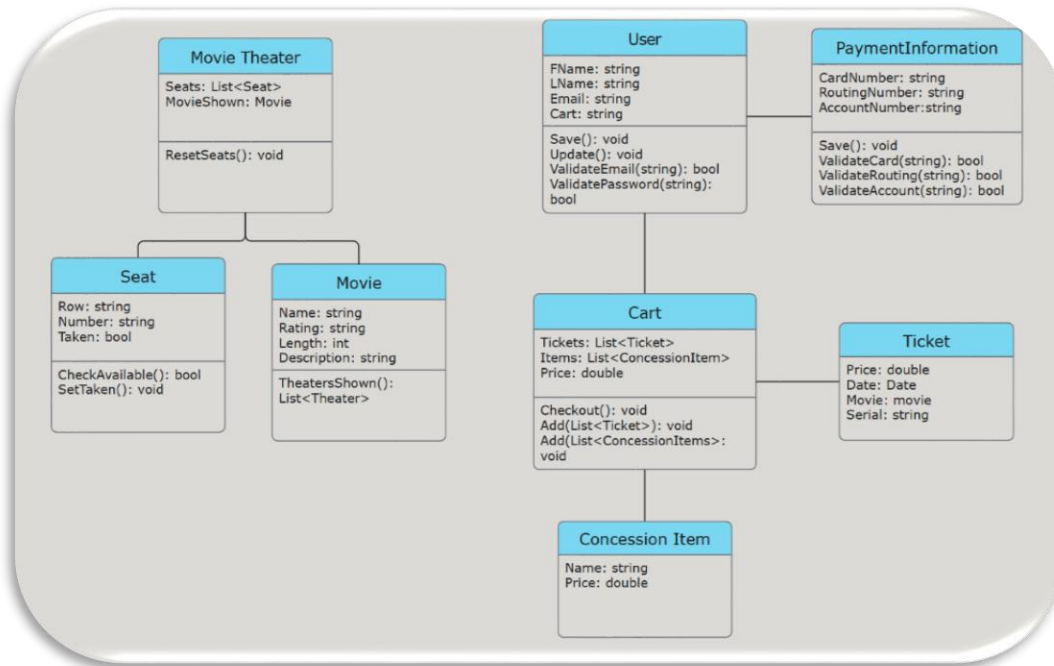 Movie Theater
Seats: List<Seat>
MovieShown: Movie
ResetSeats(): void
User
FName: string
LName: string
Email: string
Cart: string
Save(): void
Update(): void
ValidateEmail(string): bool
ValidatePassword(string):
bool
PaymentInformation
CardNumber: string
RoutingNumber: string
AccountNumber:string
Save(): void
ValidateCard(string): bool
ValidateRouting(string): bool
ValidateAccount(string): bool
Seat
Row: string
Number: string
Taken: bool
CheckAvailable(): bool
SetTaken(): void
Movie
Name: string
Rating: string
Length: int
Description: string
TheatersShown():
List<Theater>
Cart
Tickets: List<Ticket>
Items: List<ConcessionItem>
Price: double
Checkout(): void
Add(List<Ticket>): void
Add(List<ConcessionItems>:
void
Ticket
Price: double
Date: Date
Movie: movie
Serial: string
Concession Item
Name: string
Price: double